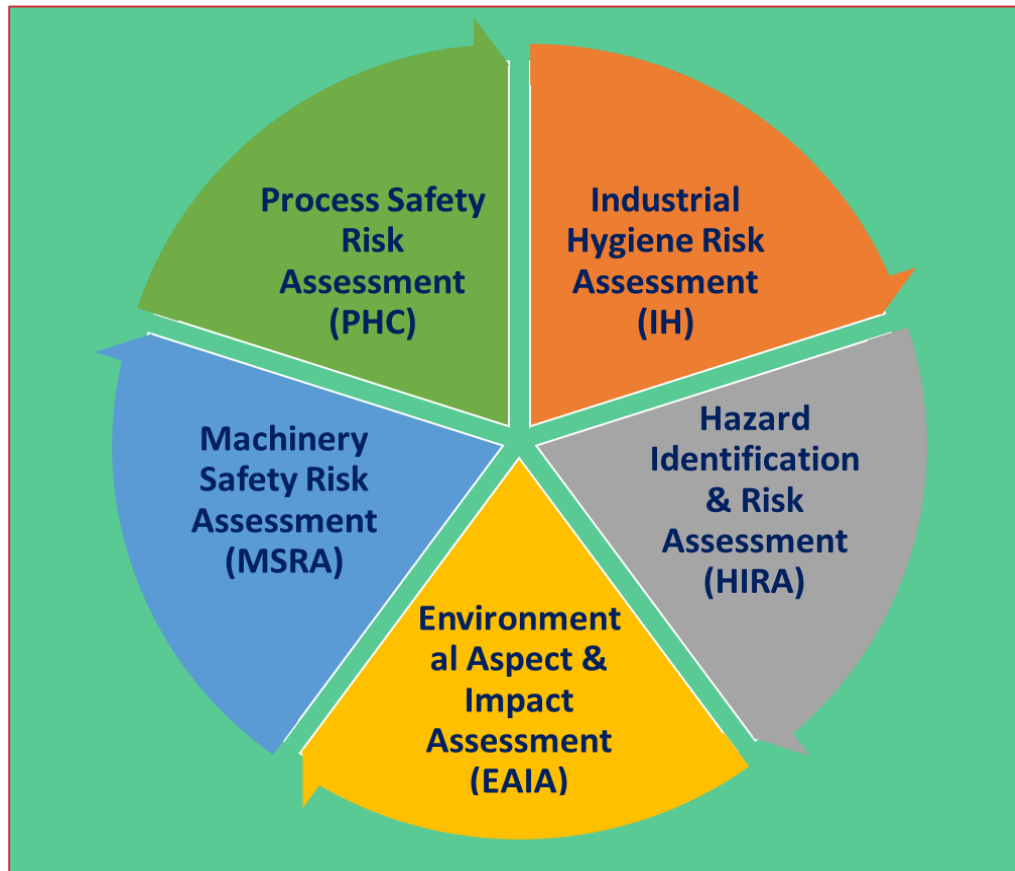 Process Safety
Risk
Assessment
(PHC)
Industrial
Hygiene Risk
Assessment
(IH)
Hazard
Identification
& Risk
Assessment
(HIRA)
Environment
al Aspect &
Impact
Assessment
(EAIA)
Machinery
Safety Risk
Assessment
(MSRA)